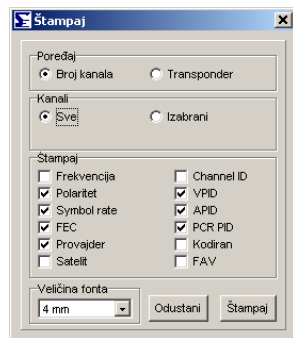 Štampaj
Poređaj
Broj kanala Transponder
Kanali
Sve Izabrani
Štampaj
Frekvencija Channel ID
Polaritet VPID
Symbol rate APID
FEC PCR PID
Provajder Kodiran
Satelit FAV
Veličina fonta
4 mm Odustani Štampaj